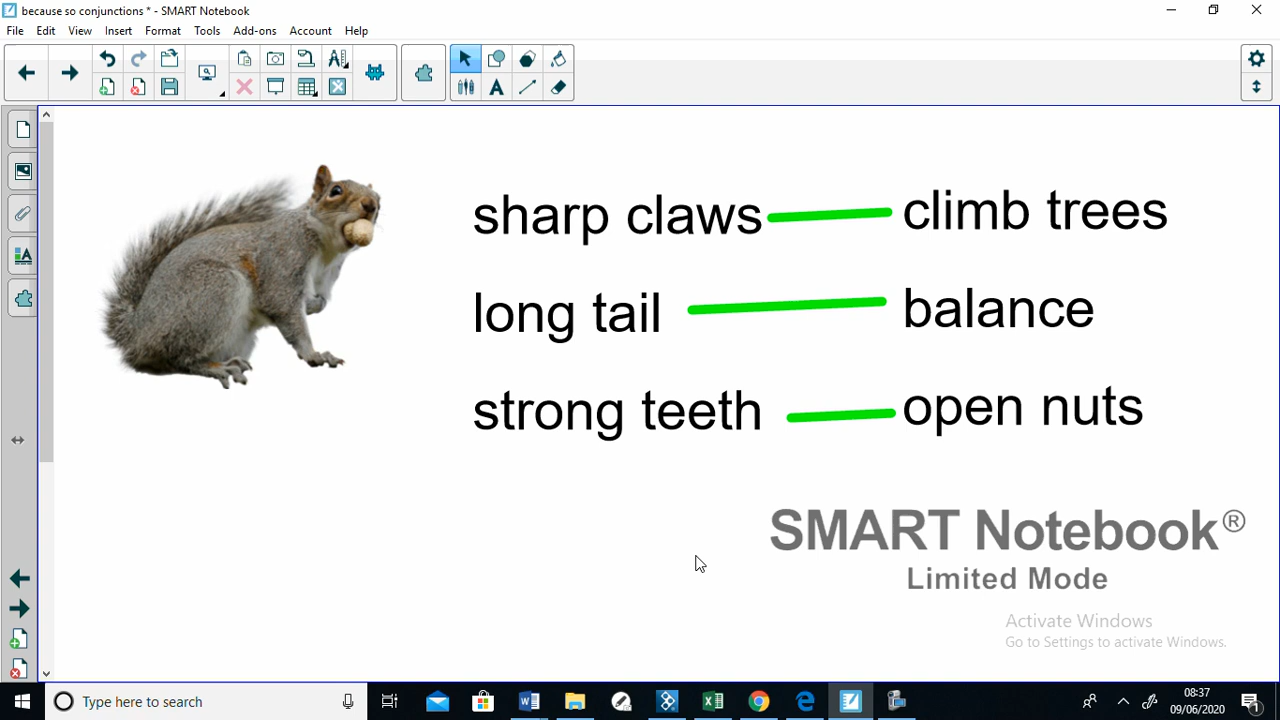 because so conjunctions * - SMART Notebook
File Edit View Insert Format Tools Add-ons Account Help
sharp claws climb trees
long tail balance
strong teeth open nuts
SMART Notebook®
Limited Mode
Activate Windows
Go to Settings to activate Windows.
Type here to search
08:37
09/06/2020
1